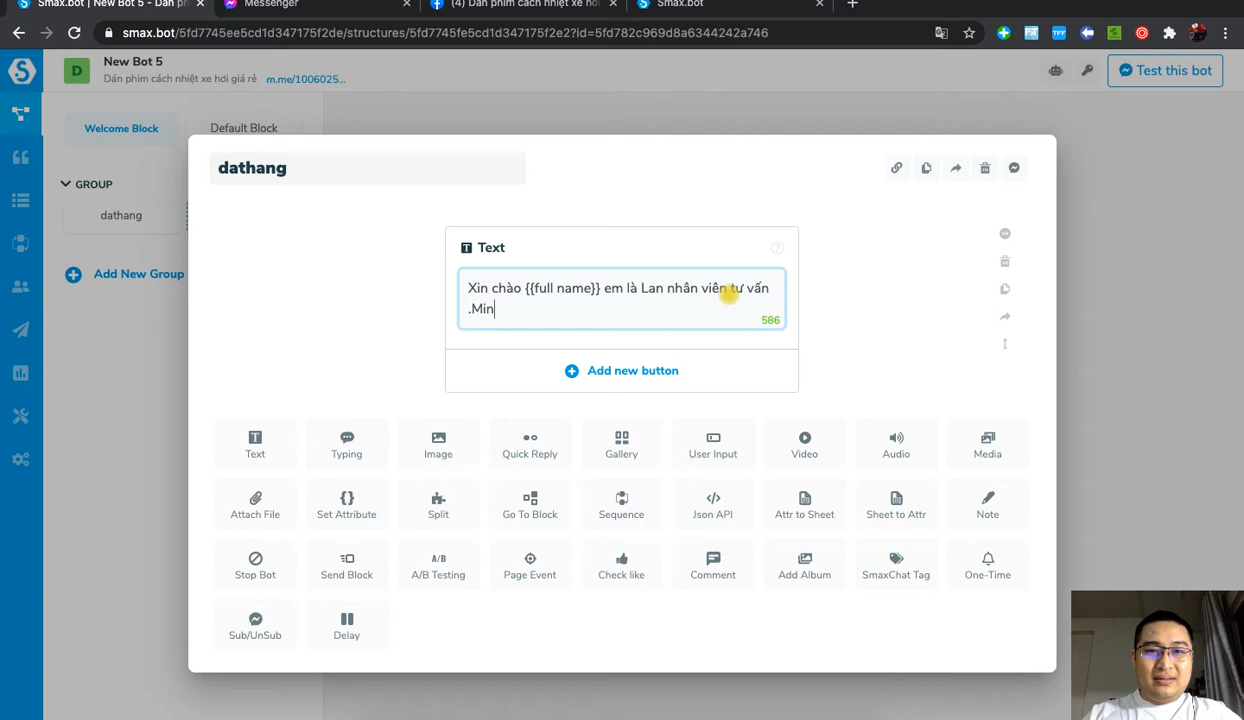 Smax.bot | New Bot 5 - Dán ph
Messenger
(4) Dán phim cách nhiệt xe hơi
Smax.bot
smax.bot/5fd7745ee5cd1d347175f2de/structures/5fd7745fe5cd1d347175f2e2?id=5fd782c969d8a6344242a746
New Bot 5
D
Dán phim cách nhiệt xe hơi giá rẻ m.me/1006025...
Test this bot
Welcome Block
Default Block
GROUP
dathang
Add New Group
dathang
Text
Xin chào {{full name}} em là Lan nhân viên tư vấn
.Min
586
Add new button
Text
Typing
Image
Quick Reply
Gallery
User Input
Video
Audio
Media
Attach File
Set Attribute
Split
Go To Block
Sequence
Json API
Attr to Sheet
Sheet to Attr
Note
Stop Bot
Send Block
A/B
A/B Testing
Page Event
Check like
Comment
Add Album
SmaxChat Tag
One-Time
Sub/UnSub
Delay